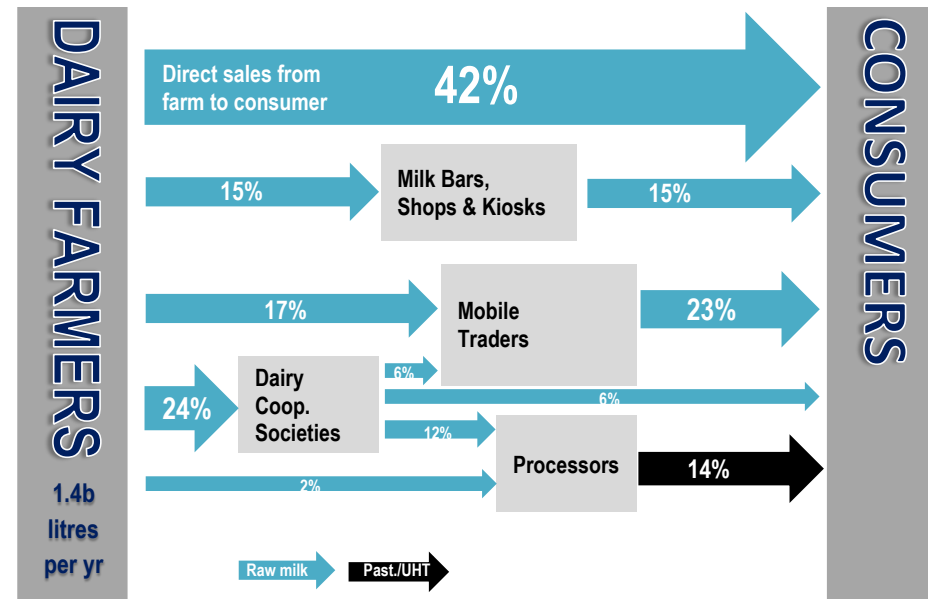 DAIRY FARMERS
1.4b
litres
per yr
Direct sales from
farm to consumer
42%
15%
Milk Bars,
Shops & Kiosks
15%
17%
Mobile
Traders
23%
24%
Dairy
Coop.
Societies
6%
6%
12%
2%
Processors
14%
Raw milk
Past./UHT
CONSUMERS